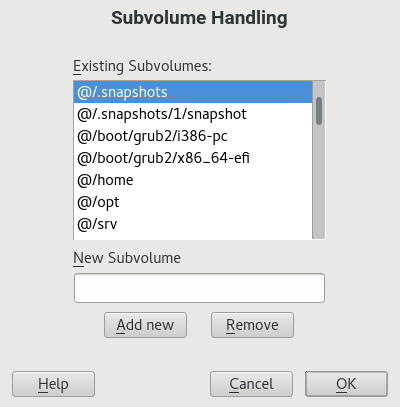 Subvolume Handling
Existing Subvolumes:
@/.snapshots
@/.snapshots/1/snapshot
@/boot/grub2/i386-pc
@/boot/grub2/x86_64-efi
@/home
@/opt
@/srv
New Subvolume
Add new Remove
Help Cancel OK